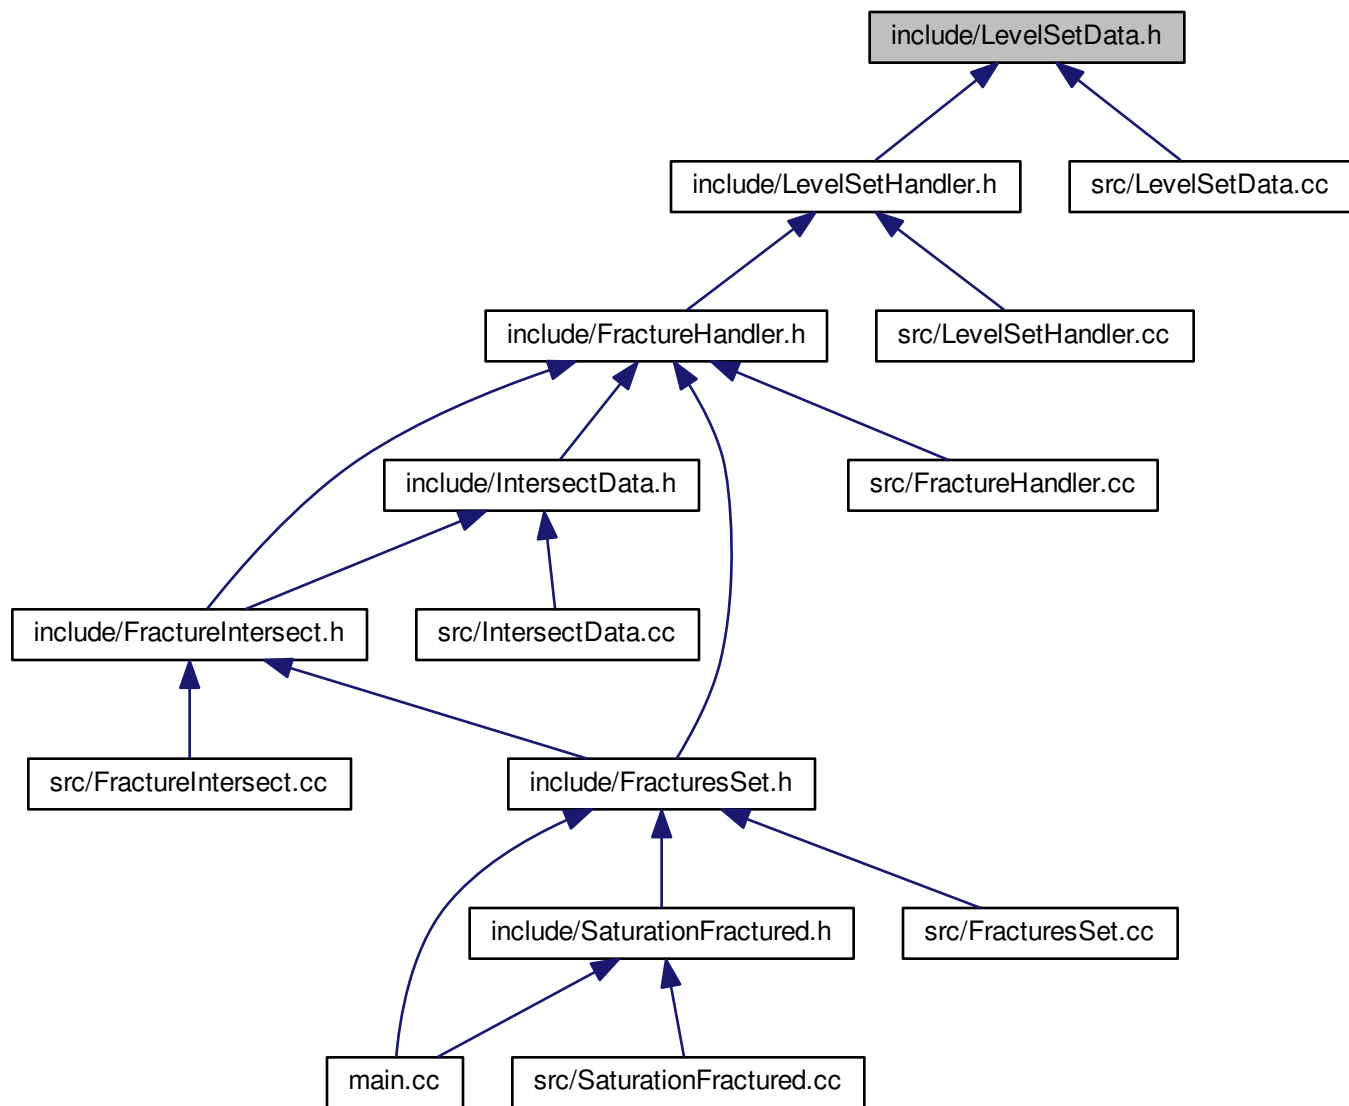 include/LevelSetData.h
include/LevelSetHandler.h
src/LevelSetData.cc
include/FractureHandler.h
src/LevelSetHandler.cc
include/IntersectData.h
src/FractureHandler.cc
include/FractureIntersect.h
src/IntersectData.cc
src/FractureIntersect.cc
include/FracturesSet.h
include/SaturationFractured.h
src/FracturesSet.cc
main.cc
src/SaturationFractured.cc